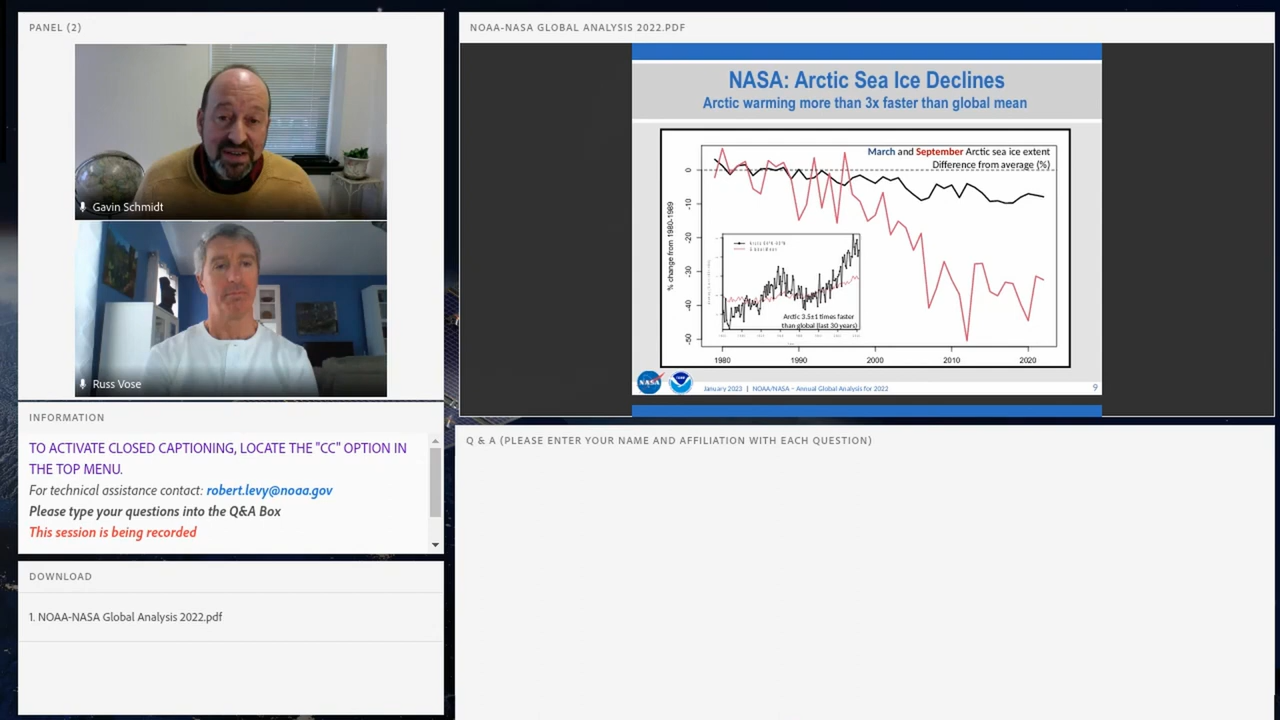 PANEL (2)
Gavin Schmidt
Russ Vose
INFORMATION
TO ACTIVATE CLOSED CAPTIONING, LOCATE THE "CC" OPTION IN
THE TOP MENU.
For technical assistance contact: robert.levy@noaa.gov
Please type your questions into the Q&A Box
This session is being recorded
DOWNLOAD
1. NOAA-NASA Global Analysis 2022.pdf
NOAA-NASA GLOBAL ANALYSIS 2022.PDF
NASA: Arctic Sea Ice Declines
Arctic warming more than 3x faster than global mean
March and September Arctic sea ice extent
Difference from average (%)
% change from 1980-1989
0
-10
-20
-30
-40
-50
Arctic 3.5±1 times faster
than global (last 30 years)
1980 1990 2000 2010 2020
NASA
January 2023 | NOAA/NASA – Annual Global Analysis for 2022
9
Q & A (PLEASE ENTER YOUR NAME AND AFFILIATION WITH EACH QUESTION)